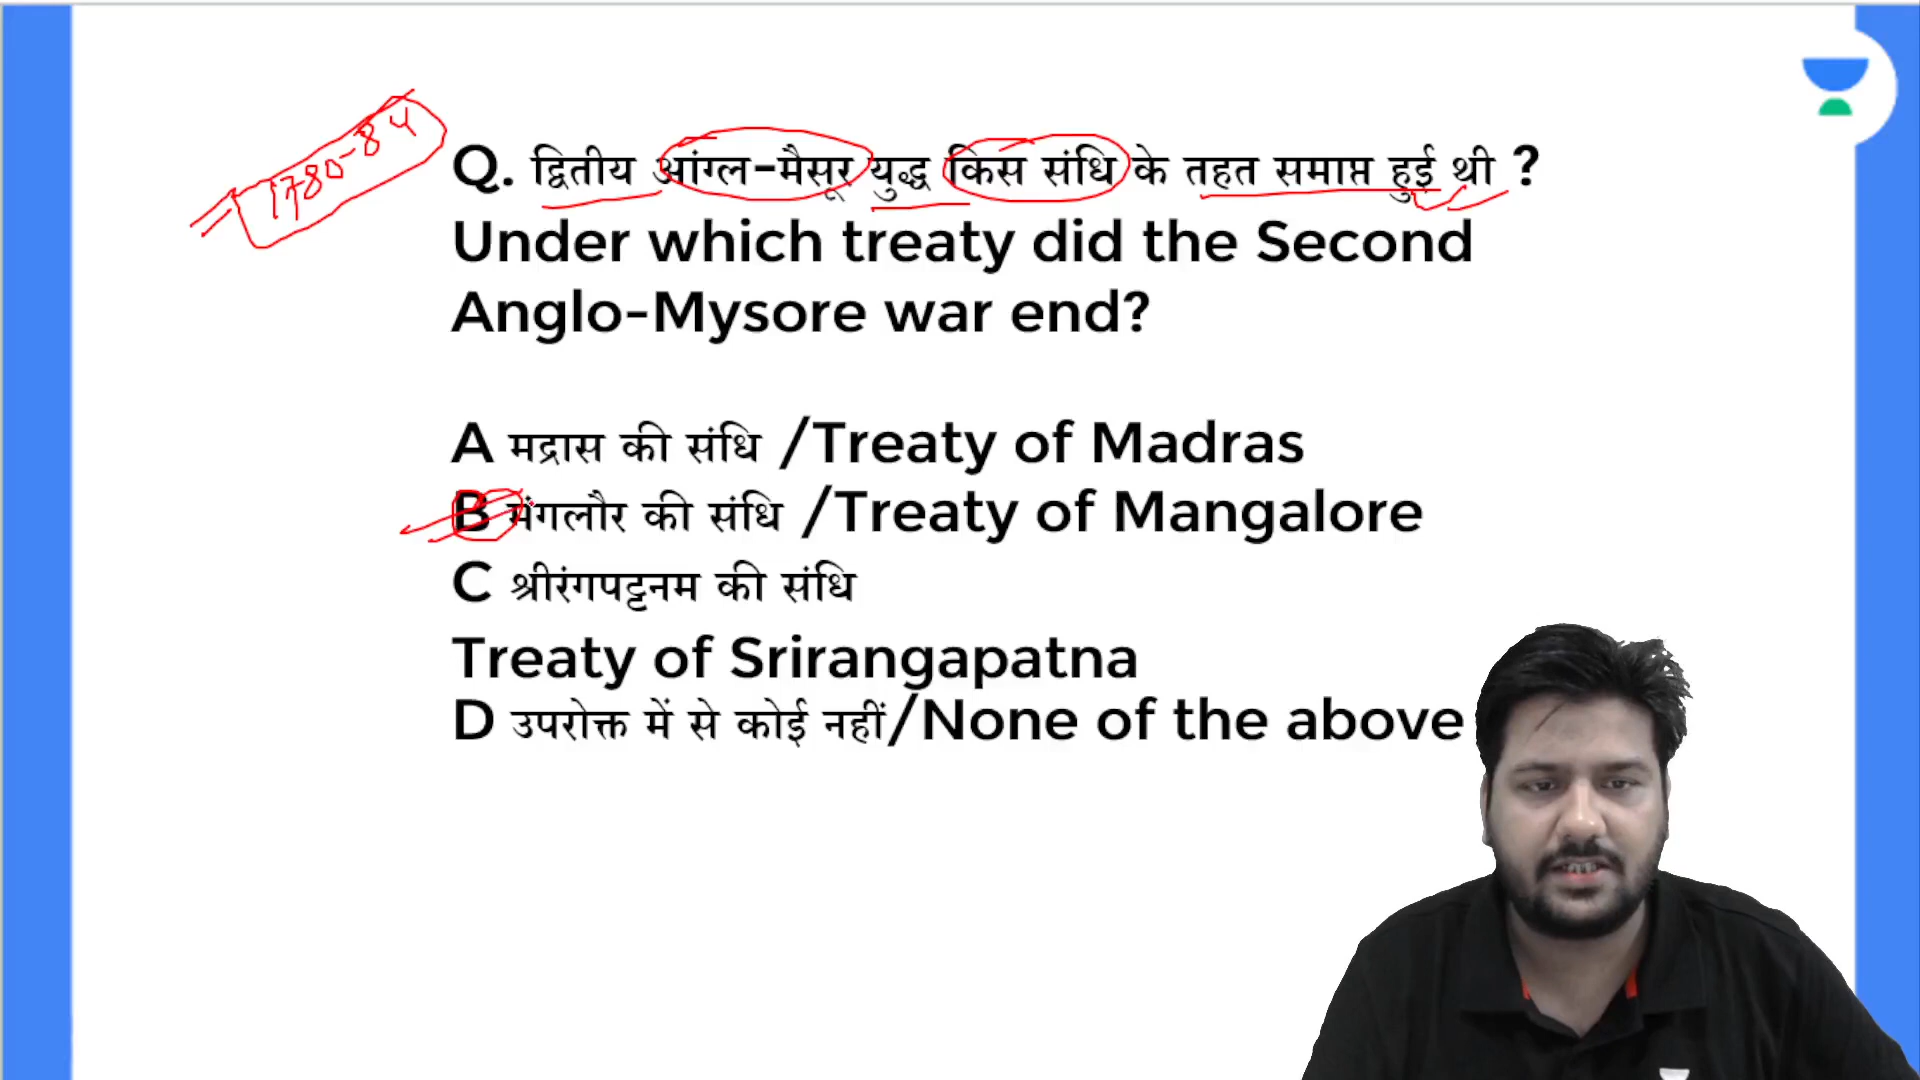 1780-84
Q. द्वितीय आंग्ल-मैसूर युद्ध किस संधि के तहत समाप्त हुई थी ?
Under which treaty did the Second
Anglo-Mysore war end?
A मद्रास की संधि /Treaty of Madras
B मंगलौर की संधि /Treaty of Mangalore
C श्रीरंगपट्टनम की संधि
Treaty of Srirangapatna
D उपरोक्त में से कोई नहीं/None of the above